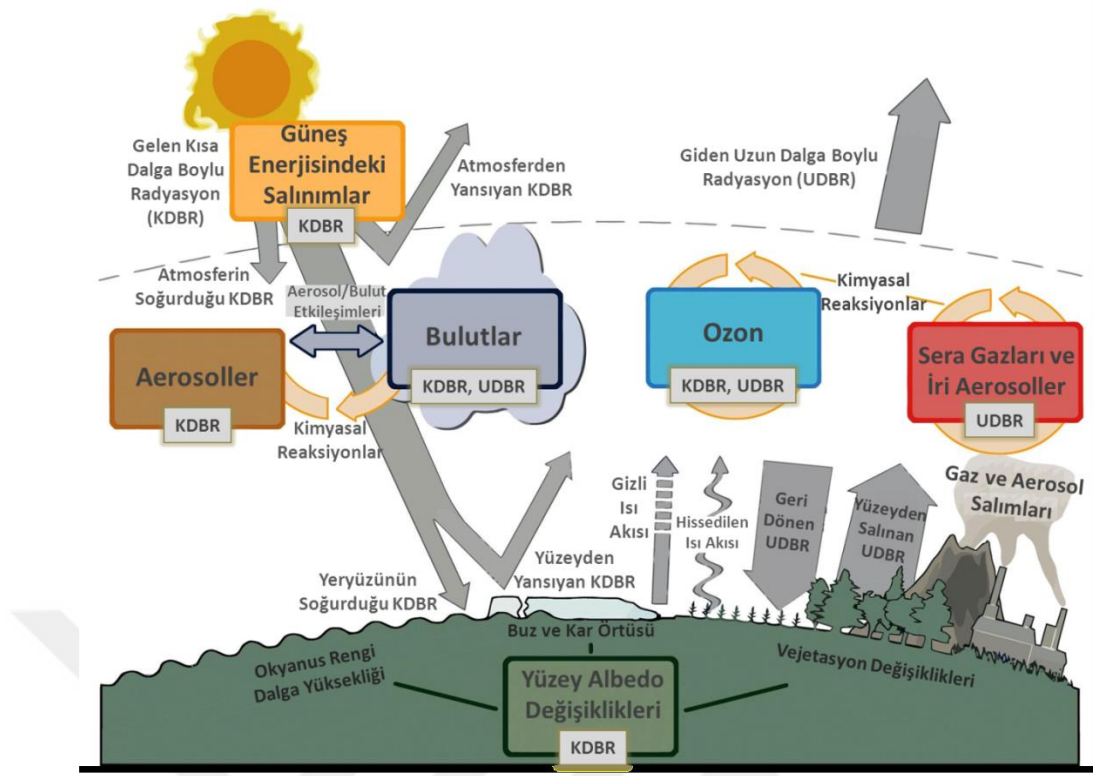 Gelen Kısa
Dalga Boylu
Radyasyon
(KDBR)
Güneş
Enerjisindeki
Salınımlar
KDBR
Atmosferden
Yansıyan KDBR
Giden Uzun Dalga Boylu
Radyasyon (UDBR)
Atmosferin
Soğurduğu KDBR
Aerosol/Bulut
Etkileşimleri
Kimyasal
Reaksiyonlar
Aerosoller
KDBR
Bulutlar
KDBR, UDBR
Ozon
KDBR, UDBR
Sera Gazları ve
İri Aerosoller
UDBR
Kimyasal
Reaksiyonlar
Gizli
Isı
Akısı
Hissedilen
Isı Akısı
Geri
Dönen
UDBR
Yüzeyden
Salınan
UDBR
Gaz ve Aerosol
Salımları
Yeryüzünün
Soğurduğu KDBR
Yüzeyden
Yansıyan KDBR
Buz ve Kar Örtüsü
Okyanus Rengi
Dalga Yüksekliği
Yüzey Albedo
Değişiklikleri
KDBR
Vejetasyon Değişiklikleri